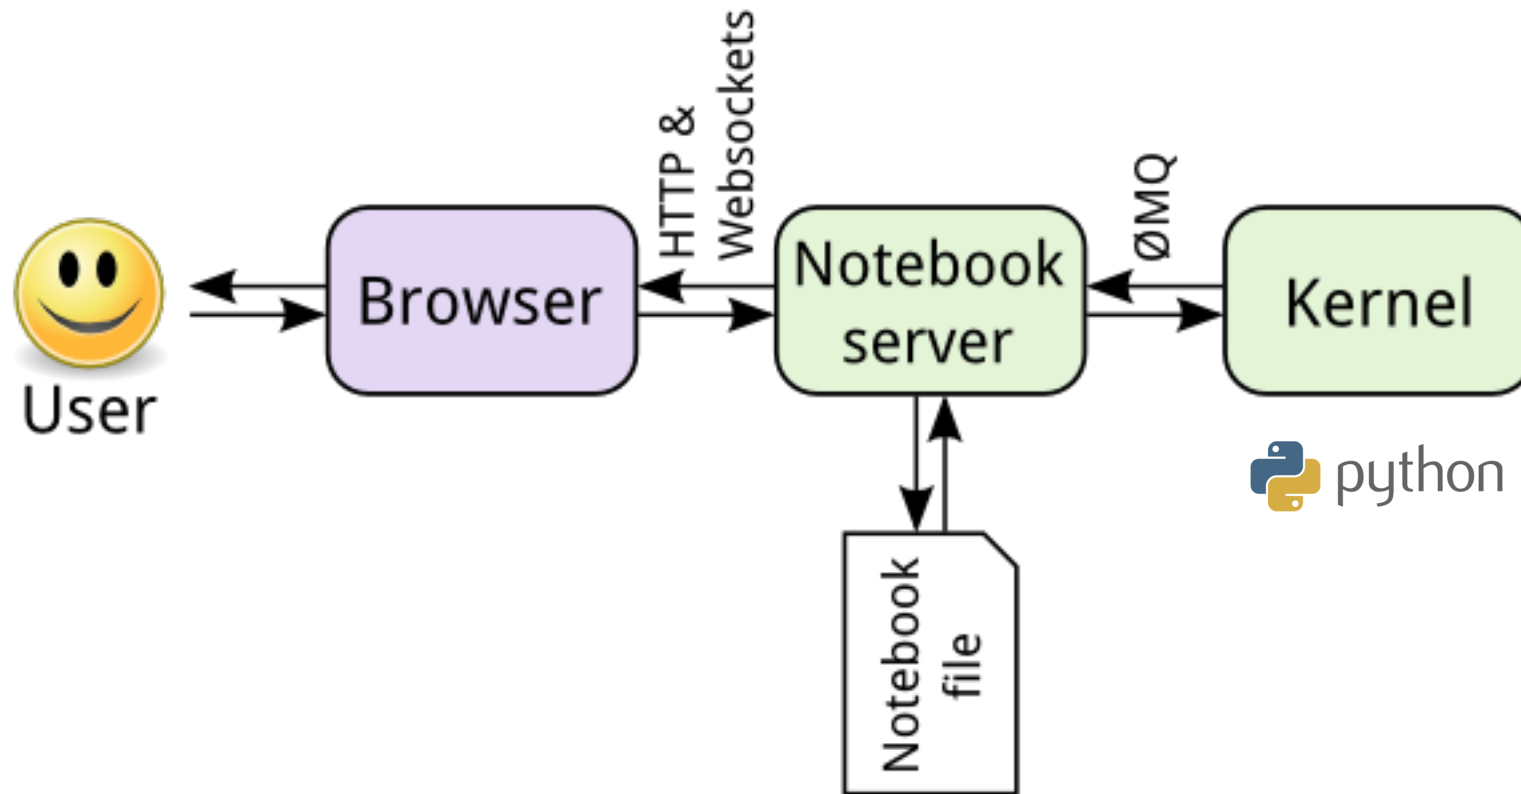 HTTP &
Websockets
ØMQ
User
Browser
Notebook
server
Kernel
python
Notebook
file